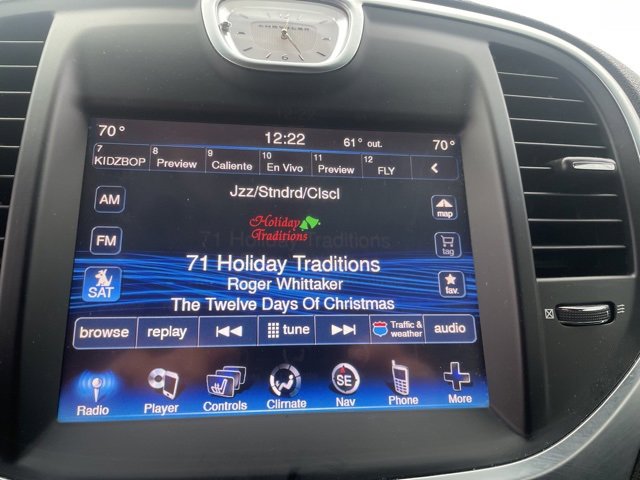 CHRYSLER
70° 12:22 61° out. 70°
7 KIDZBOP 8 Preview 9 Caliente 10 En Vivo 11 Preview 12 FLY
Jzz/Stndrd/Clscl
AM
map
Holiday
Traditions
FM
tag
71 Holiday Traditions
Roger Whittaker
SAT
fav.
The Twelve Days Of Christmas
browse replay tune Traffic & weather audio
SE
Radio Player Controls Climate Nav Phone More